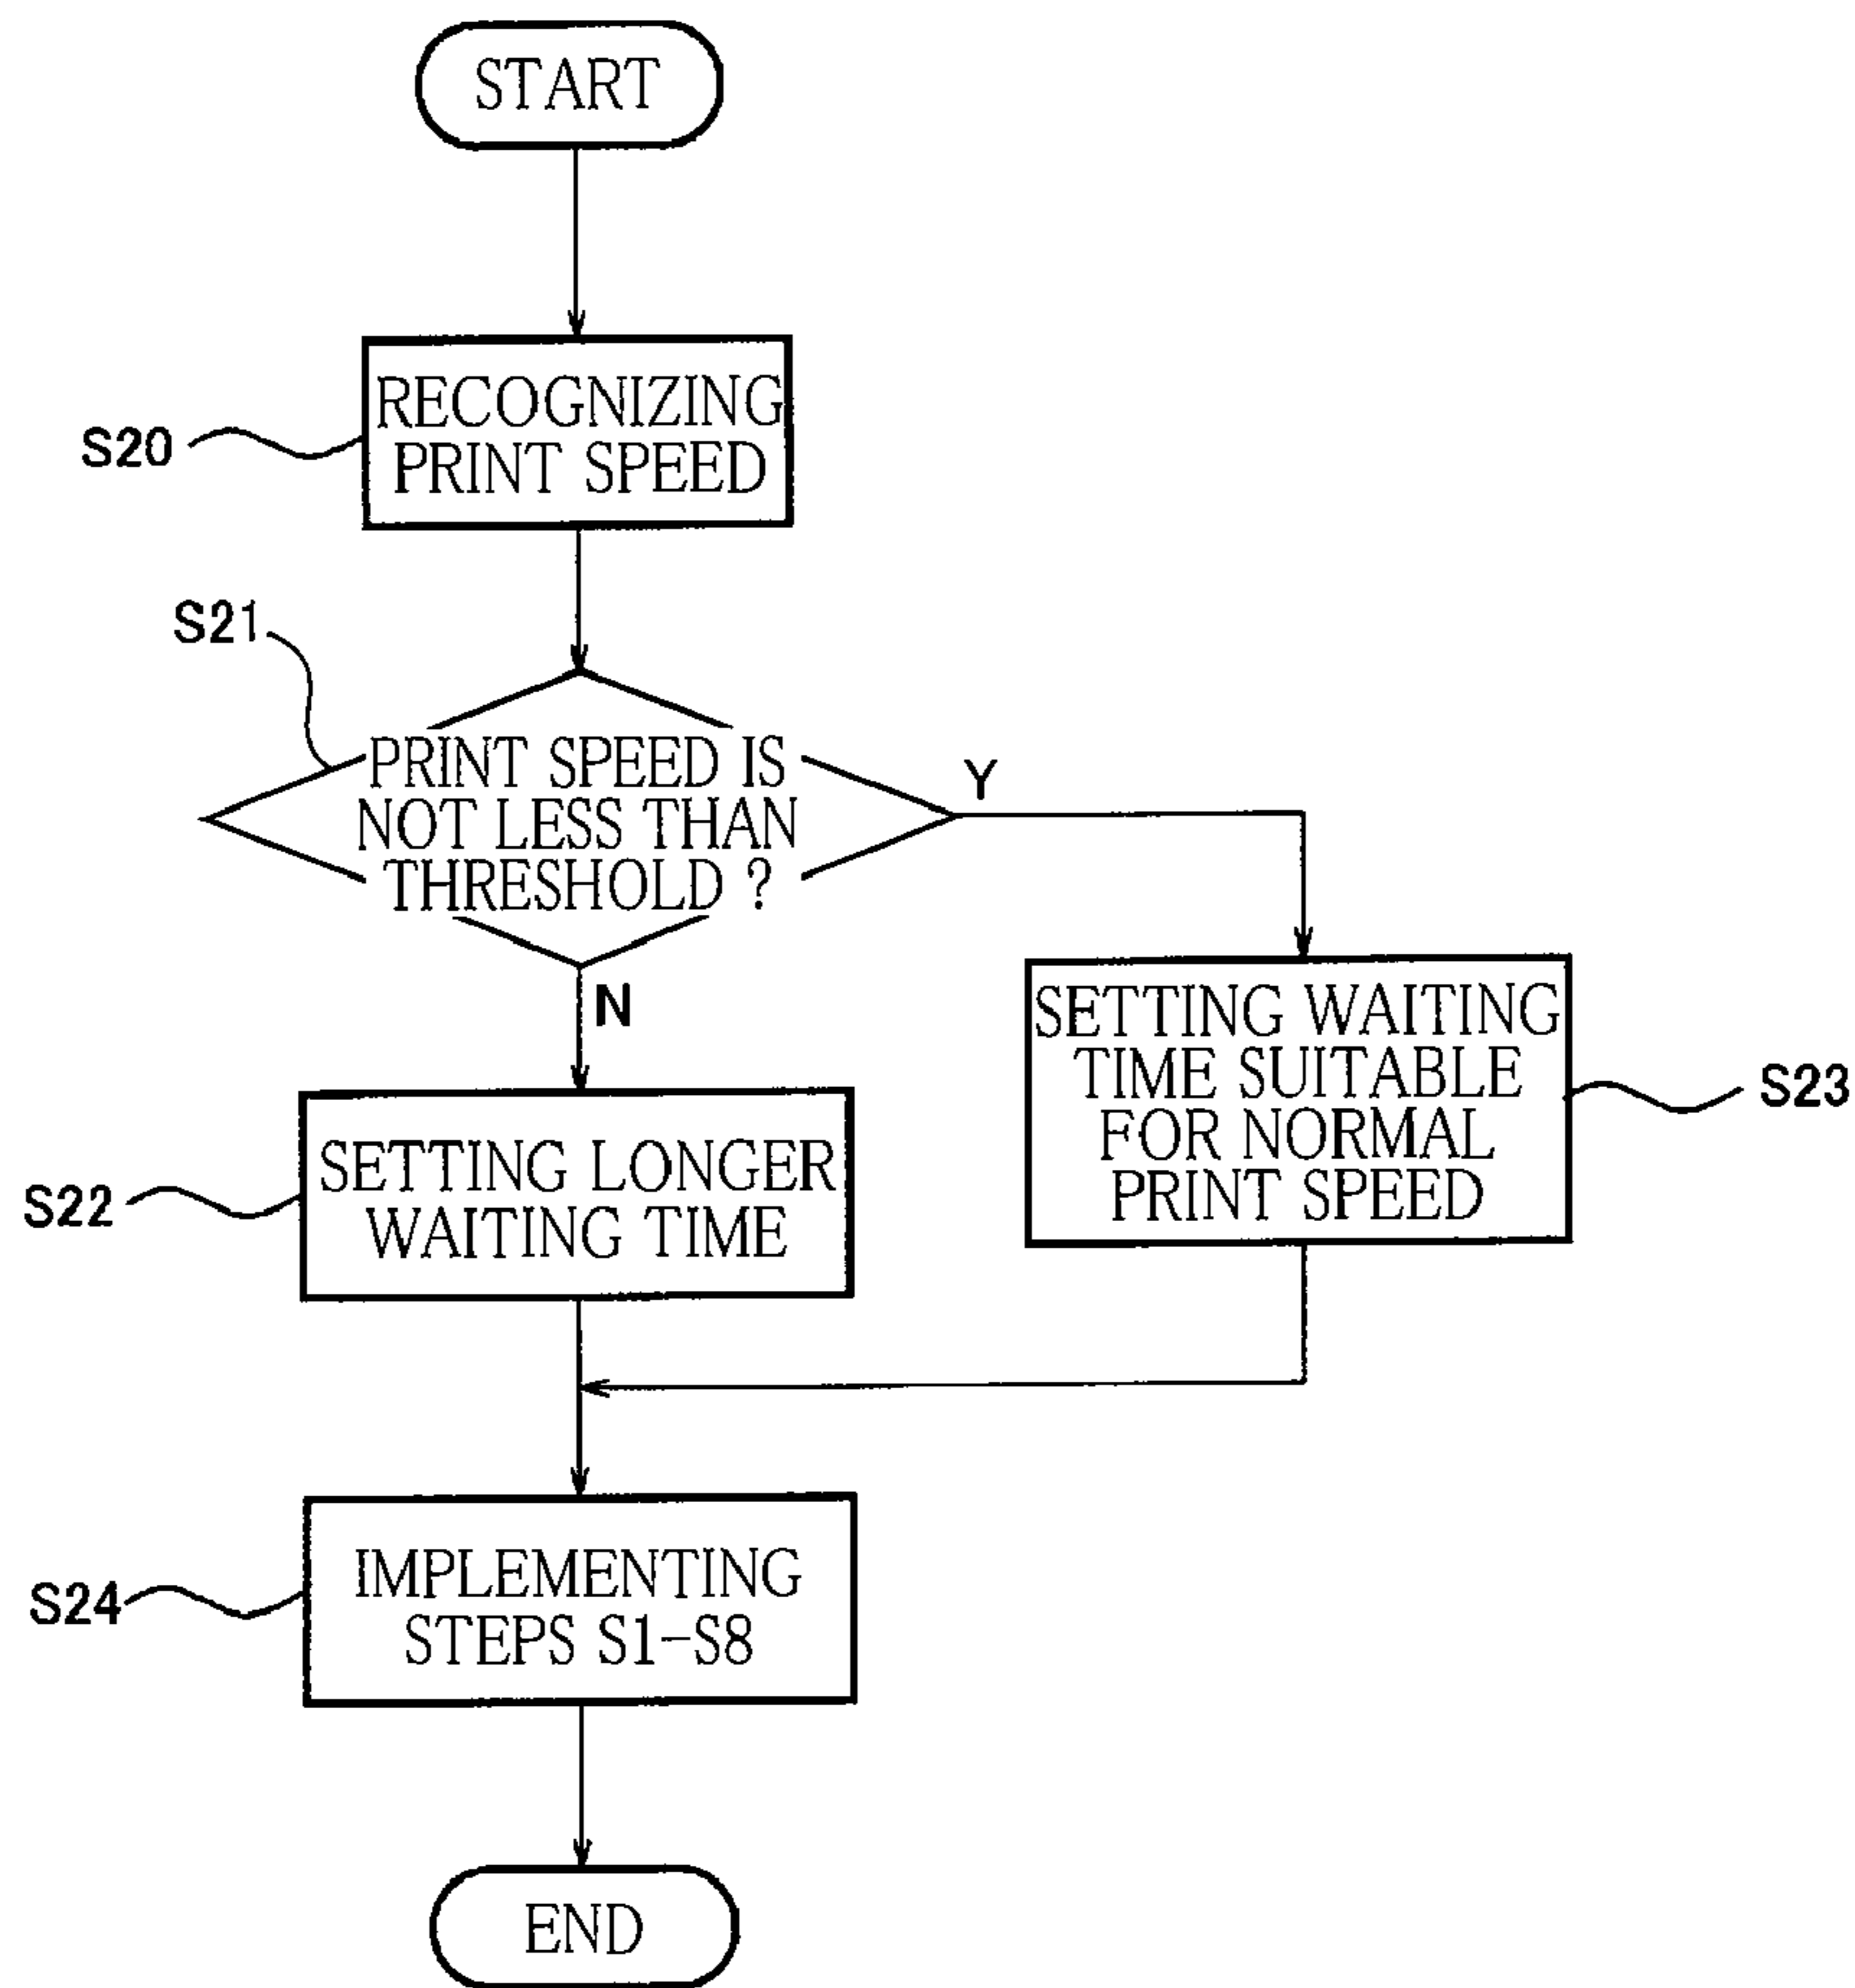 START
S20
RECOGNIZING
PRINT SPEED
S21
PRINT SPEED IS
NOT LESS THAN
THRESHOLD ?
Y
N
SETTING WAITING
TIME SUITABLE
FOR NORMAL
PRINT SPEED
S23
S22
SETTING LONGER
WAITING TIME
S24
IMPLEMENTING
STEPS S1-S8
END